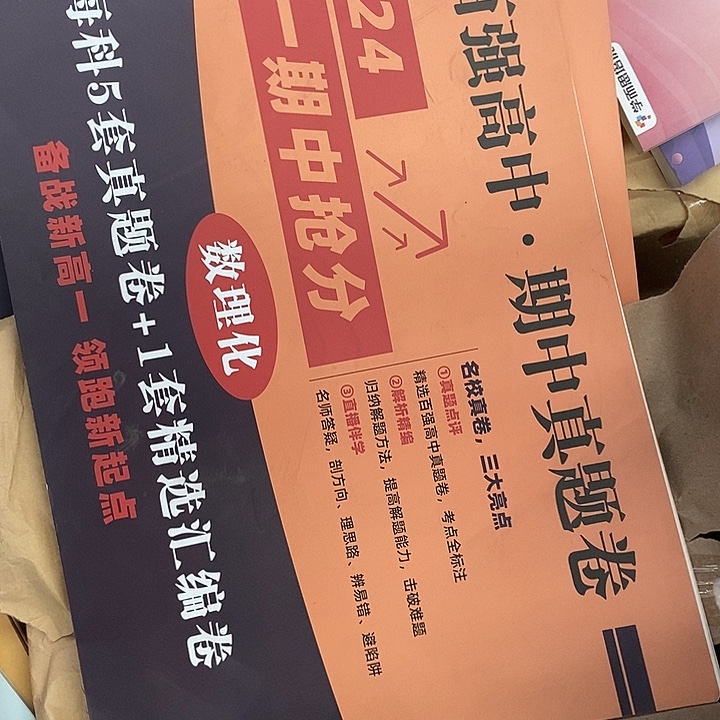 百强高中·期中真题卷
24
一期中抢分
名校真卷，三大亮点
①真题点评
精选百强高中真题卷，考点全标注
②解析精编
归纳解题方法，提高解题能力，击破难题
③直播伴学
名师答疑，剖方向、理思路、辨易错、避陷阱
数理化
每科5套真题卷+1套精选汇编卷
备战新高一 领跑新起点